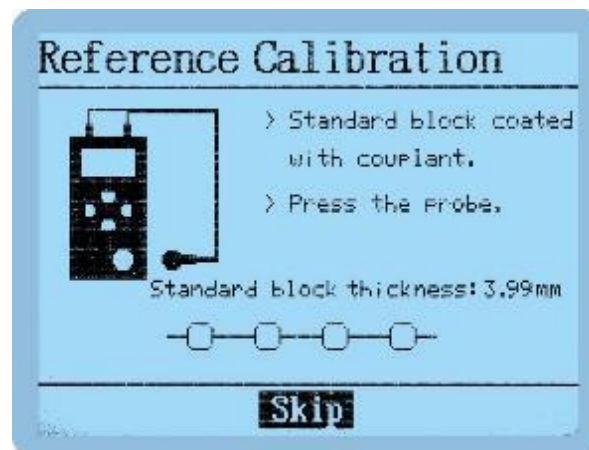 Reference Calibration
> Standard block coated
with couplant.
> Press the probe.
Standard block thickness: 3.99mm
Skip